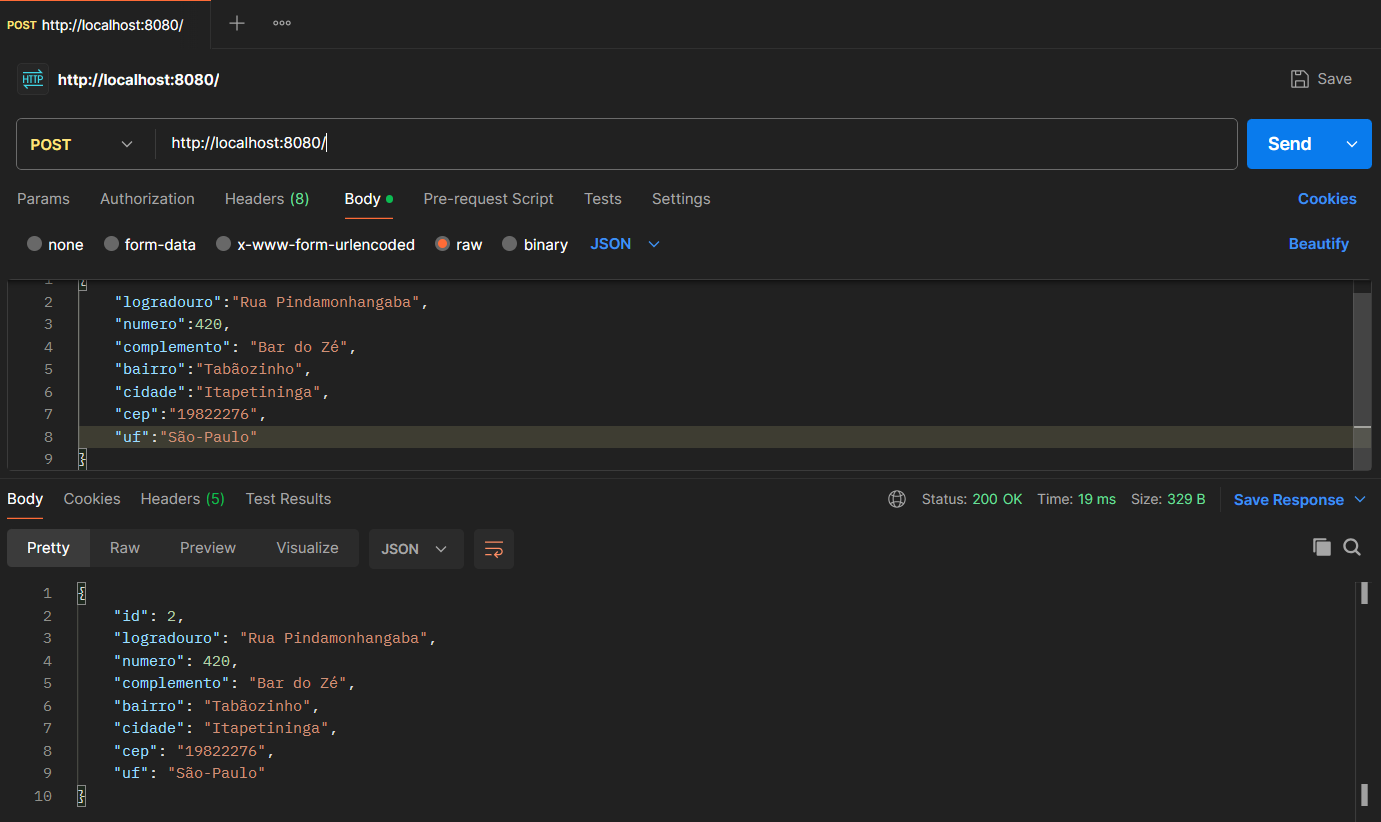 POST http://localhost:8080/
HTTP http://localhost:8080/ Save
POST http://localhost:8080/ Send
Params Authorization Headers (8) Body Pre-request Script Tests Settings Cookies
none form-data x-www-form-urlencoded raw binary JSON Beautify
1 {
2 "logradouro":"Rua Pindamonhangaba",
3 "numero":420,
4 "complemento": "Bar do Zé",
5 "bairro":"Tabãozinho",
6 "cidade":"Itapetininga",
7 "cep":"19822276",
8 "uf":"São-Paulo"
9 }
Body Cookies Headers (5) Test Results Status: 200 OK Time: 19 ms Size: 329 B Save Response
Pretty Raw Preview Visualize JSON
1 {
2 "id": 2,
3 "logradouro": "Rua Pindamonhangaba",
4 "numero": 420,
5 "complemento": "Bar do Zé",
6 "bairro": "Tabãozinho",
7 "cidade": "Itapetininga",
8 "cep": "19822276",
9 "uf": "São-Paulo"
10 }